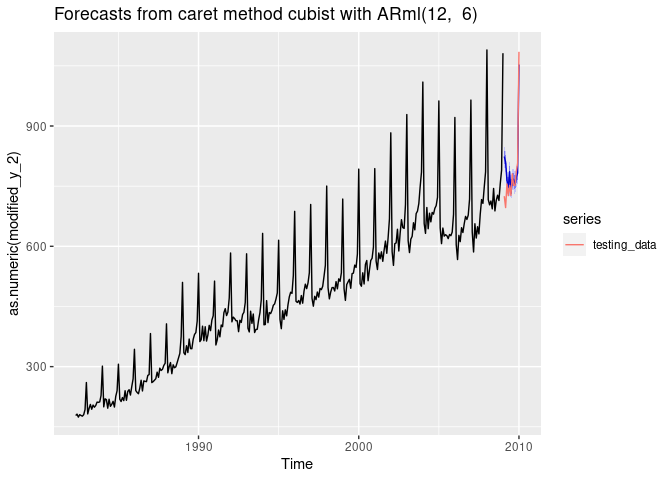 Forecasts from caret method cubist with ARml(12,  6)
as.numeric(modified_y_2)
900
600
300
1990
2000
2010
Time
series
testing_data